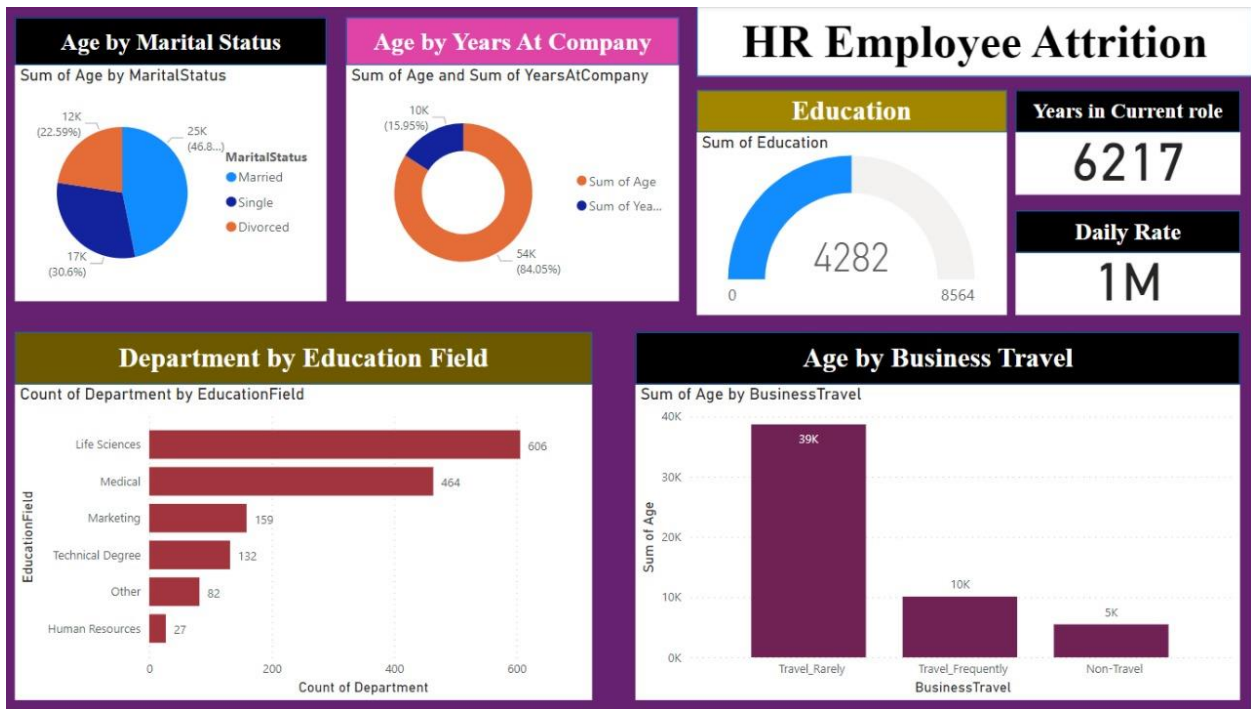 Age by Marital Status
Sum of Age by MaritalStatus
12K
(22.59%)
25K
(46.8...)
17K
(30.6%)
MaritalStatus
Married
Single
Divorced
Age by Years At Company
Sum of Age and Sum of YearsAtCompany
10K
(15.95%)
54K
(84.05%)
Sum of Age
Sum of Yea...
HR Employee Attrition
Education
Sum of Education
4282
0
8564
Years in Current role
6217
Daily Rate
1M
Department by Education Field
Count of Department by EducationField
EducationField
Life Sciences
606
Medical
464
Marketing
159
Technical Degree
132
Other
82
Human Resources
27
0
200
400
600
Count of Department
Age by Business Travel
Sum of Age by BusinessTravel
Sum of Age
40K
30K
20K
10K
0K
39K
10K
5K
Travel_Rarely
Travel_Frequently
Non-Travel
BusinessTravel